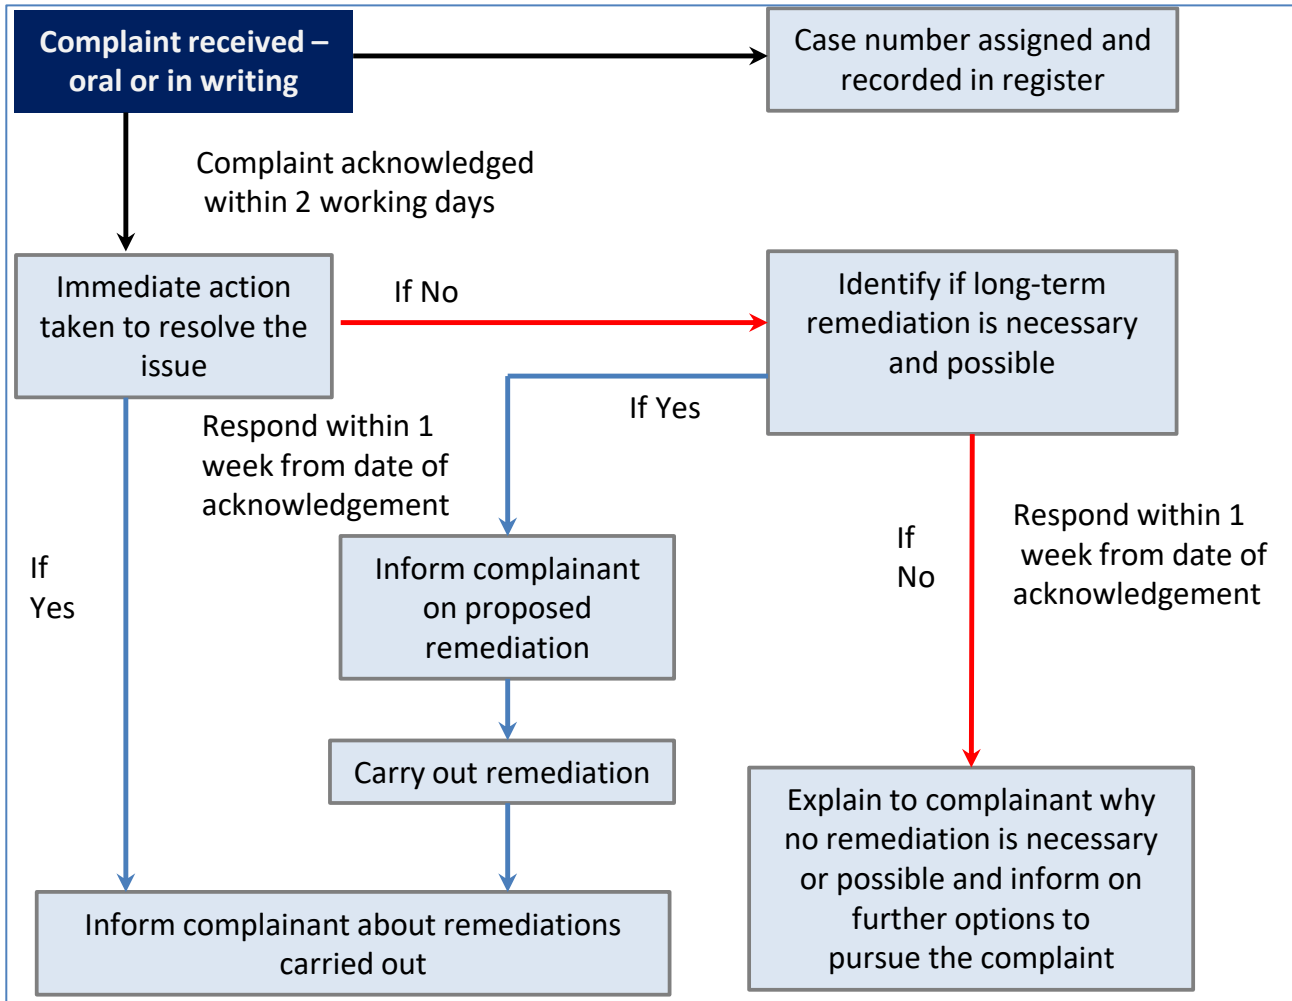 Complaint received –
oral or in writing
Case number assigned and
recorded in register
Complaint acknowledged
within 2 working days
Immediate action
taken to resolve the
issue
If No
Identify if long-term
remediation is necessary
and possible
If Yes
Respond within 1
week from date of
acknowledgement
If
Yes
Inform complainant
on proposed
remediation
If
No
Respond within 1
week from date of
acknowledgement
Carry out remediation
Explain to complainant why
no remediation is necessary
or possible and inform on
further options to
pursue the complaint
Inform complainant about remediations
carried out